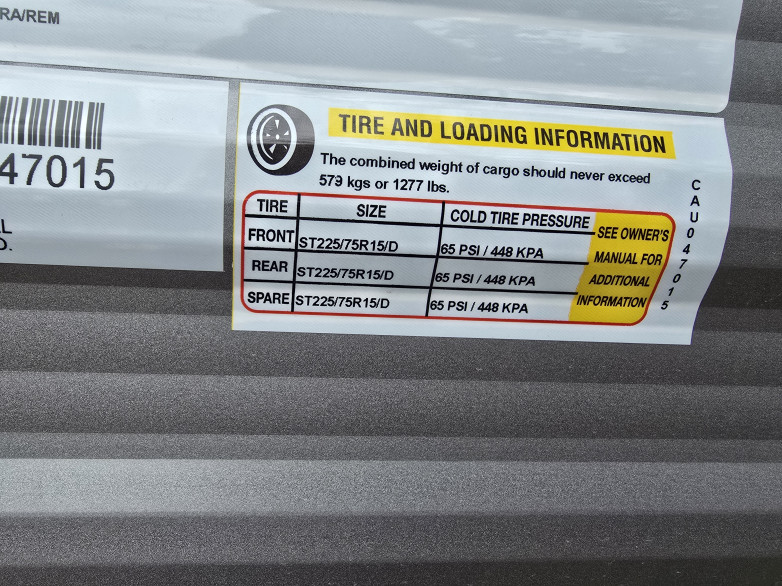 RA/REM
47015
L
D.
TIRE AND LOADING INFORMATION
The combined weight of cargo should never exceed
579 kgs or 1277 lbs.
TIRE SIZE COLD TIRE PRESSURE
FRONT ST225/75R15/D 65 PSI / 448 KPA
REAR ST225/75R15/D 65 PSI / 448 KPA
SPARE ST225/75R15/D 65 PSI / 448 KPA
SEE OWNER'S
MANUAL FOR
ADDITIONAL
INFORMATION
CAU047015